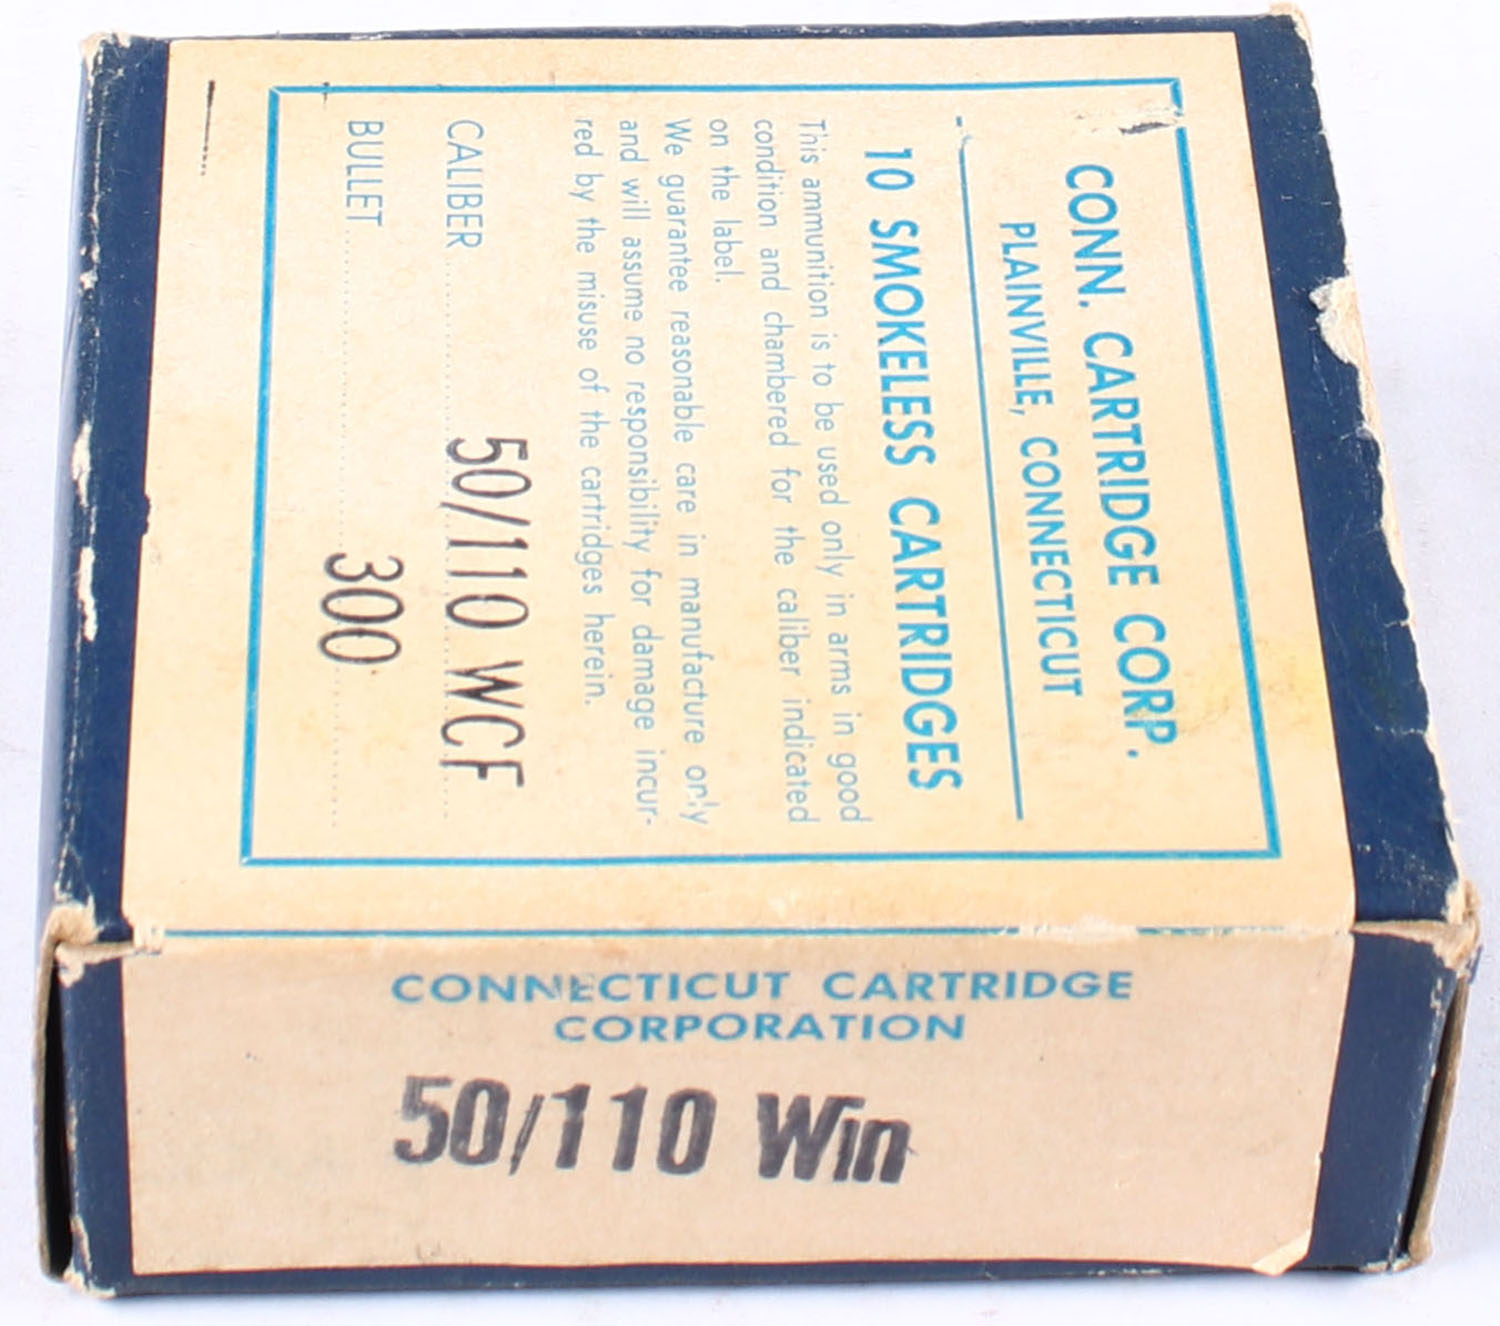 CONN. CARTRIDGE CORP.
PLAINVILLE, CONNECTICUT
10 SMOKELESS CARTRIDGES
This ammunition is to be used only in arms in good
condition and chambered for the caliber indicated
on the label.
We guarantee reasonable care in manufacture only
and will assume no responsibility for damage incur-
red by the misuse of the cartridges herein.
CALIBER 50/110 WCF
BULLET 300
CONNECTICUT CARTRIDGE
CORPORATION
50/110 Win